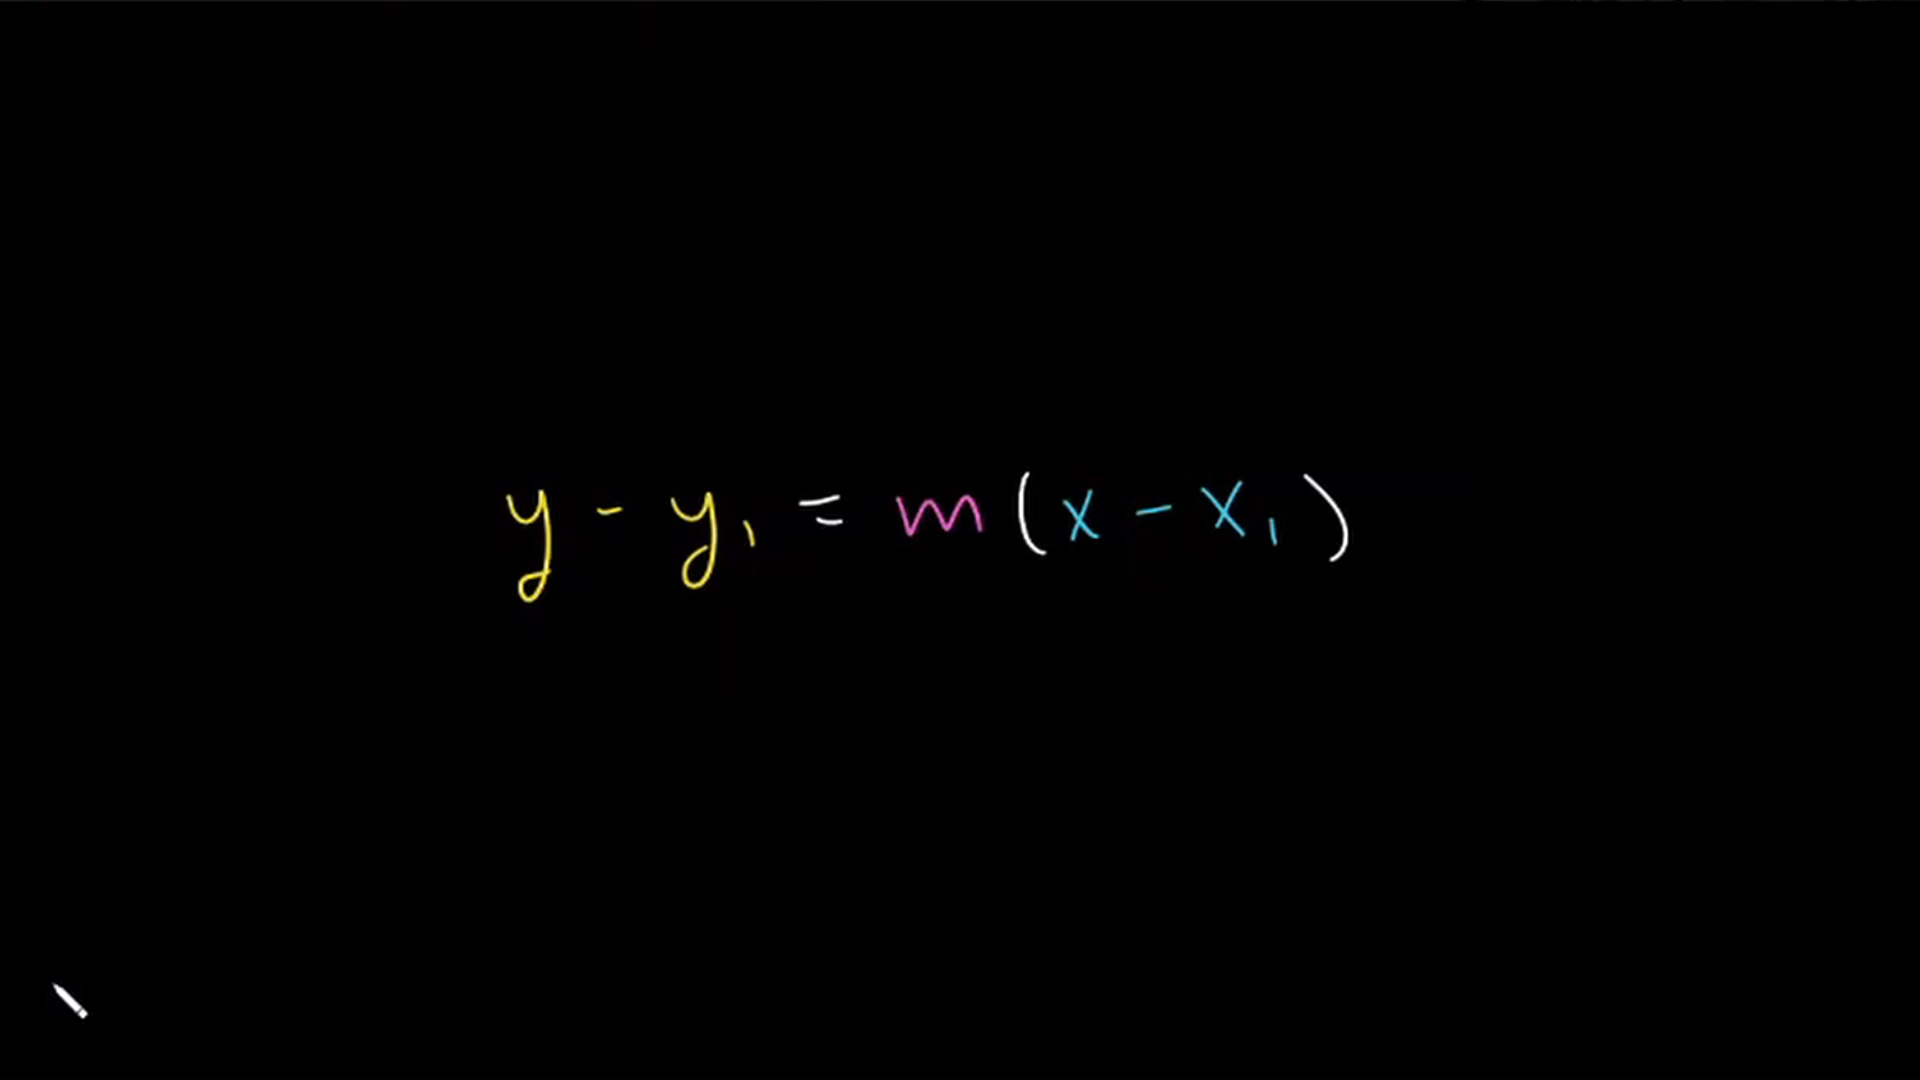 y - y₁ = m(x - x₁)